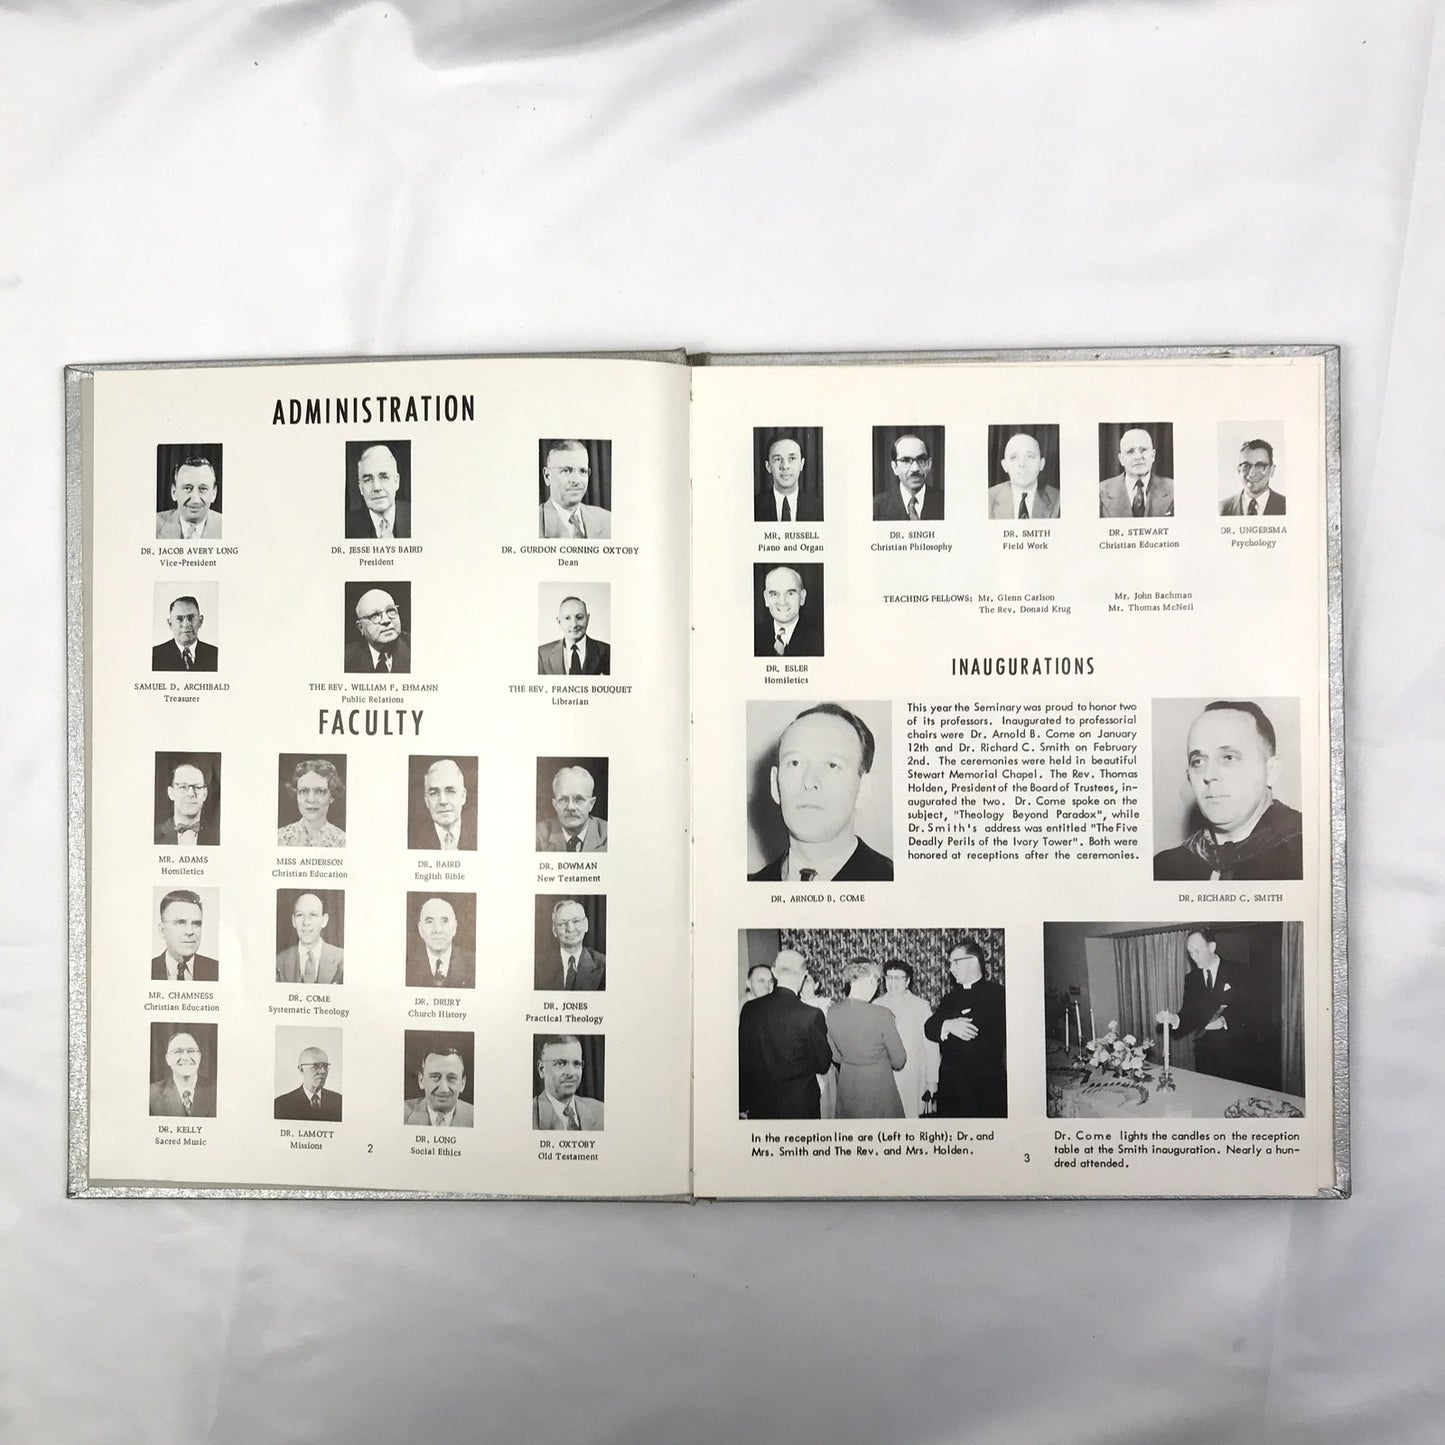 ADMINISTRATION
DR. JACOB AVERY LONG
Vice-President
DR. JESSE HAYS BAIRD
President
DR. GURDON CORNING OXTOBY
Dean
SAMUEL D. ARCHIBALD
Treasurer
THE REV. WILLIAM F. EHMANN
Public Relations
THE REV. FRANCIS BOUQUET
Librarian
FACULTY
MR. ADAMS
Homiletics
MISS ANDERSON
Christian Education
DR. BAIRD
English Bible
DR. BOWMAN
New Testament
MR. CHAMNESS
Christian Education
DR. COME
Systematic Theology
DR. DRURY
Church History
DR. JONES
Practical Theology
DR. KELLY
Sacred Music
DR. LAMOTT
Missions
DR. LONG
Social Ethics
DR. OXTOBY
Old Testament
2
MR. RUSSELL
Piano and Organ
DR. SINGH
Christian Philosophy
DR. SMITH
Field Work
DR. STEWART
Christian Education
DR. UNGERSMA
Psychology
DR. ESLER
Homiletics
TEACHING FELLOWS: Mr. Glenn Carlson
The Rev. Donald Krug
Mr. John Bachman
Mr. Thomas McNeil
INAUGURATIONS
This year the Seminary was proud to honor two
of its professors. Inaugurated to professorial
chairs were Dr. Arnold B. Come on January
12th and Dr. Richard C. Smith on February
2nd. The ceremonies were held in beautiful
Stewart Memorial Chapel. The Rev. Thomas
Holden, President of the Board of Trustees, in-
augurated the two. Dr. Come spoke on the
subject, "Theology Beyond Paradox", while
Dr. Smith's address was entitled "The Five
Deadly Perils of the Ivory Tower". Both were
honored at receptions after the ceremonies.
DR. ARNOLD B. COME
DR. RICHARD C. SMITH
In the reception line are (Left to Right): Dr. and
Mrs. Smith and The Rev. and Mrs. Holden.
Dr. Come lights the candles on the reception
table at the Smith inauguration. Nearly a hun-
dred attended.
3